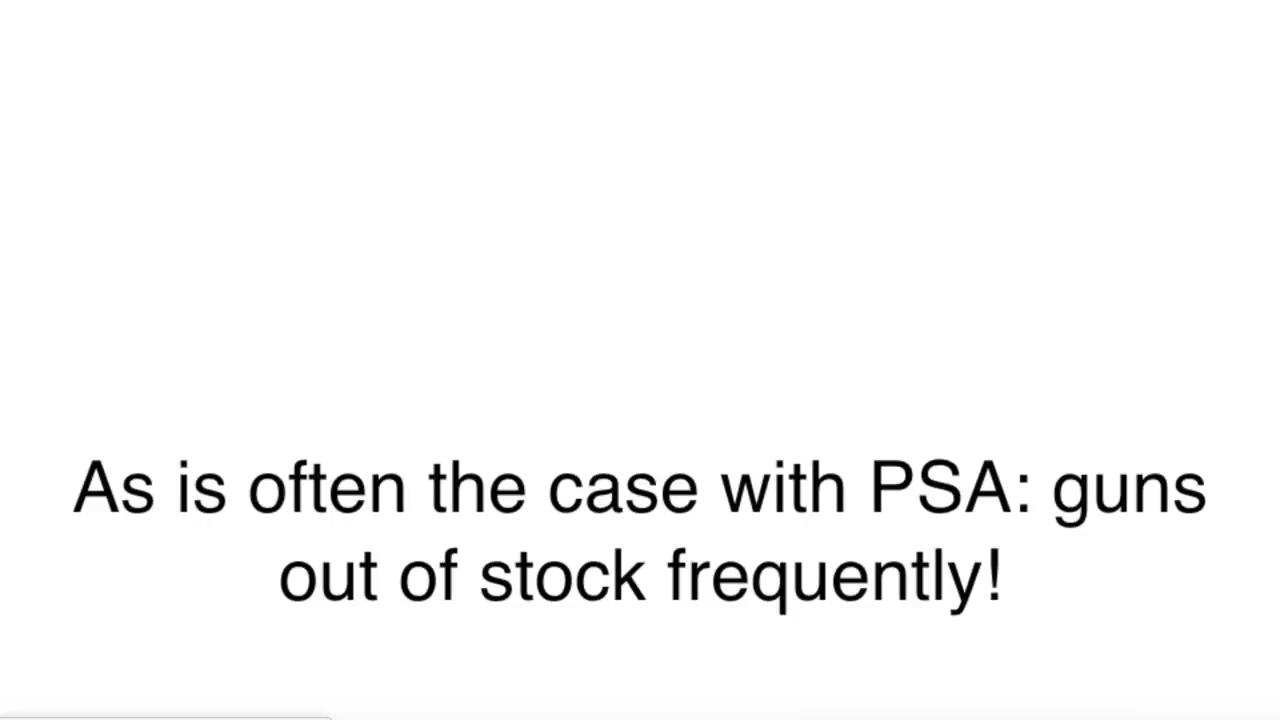 As is often the case with PSA: guns
out of stock frequently!